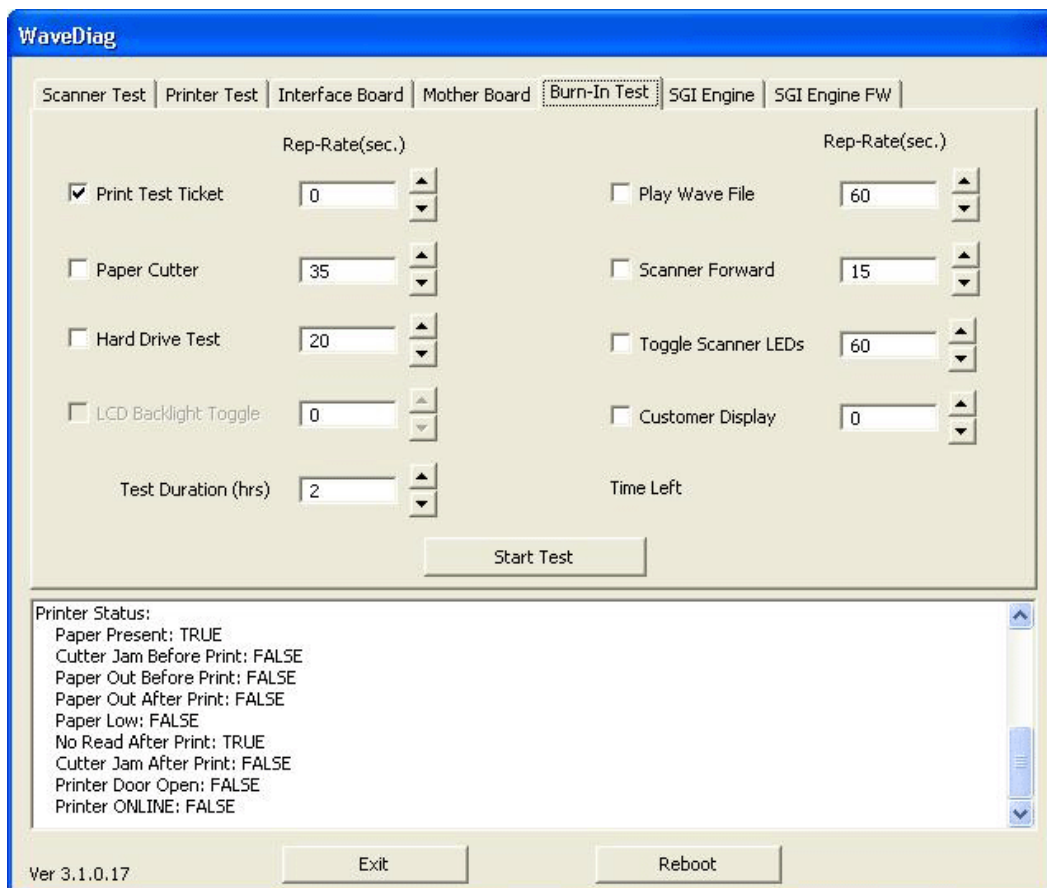 WaveDiag
Scanner Test Printer Test Interface Board Mother Board Burn-In Test SGI Engine SGI Engine FW
Rep-Rate(sec.) Rep-Rate(sec.)
Print Test Ticket 0 Play Wave File 60
Paper Cutter 35 Scanner Forward 15
Hard Drive Test 20 Toggle Scanner LEDs 60
LCD Backlight Toggle 0 Customer Display 0
Test Duration (hrs) 2 Time Left
Start Test
Printer Status:
Paper Present: TRUE
Cutter Jam Before Print: FALSE
Paper Out Before Print: FALSE
Paper Out After Print: FALSE
Paper Low: FALSE
No Read After Print: TRUE
Cutter Jam After Print: FALSE
Printer Door Open: FALSE
Printer ONLINE: FALSE
Ver 3.1.0.17 Exit Reboot